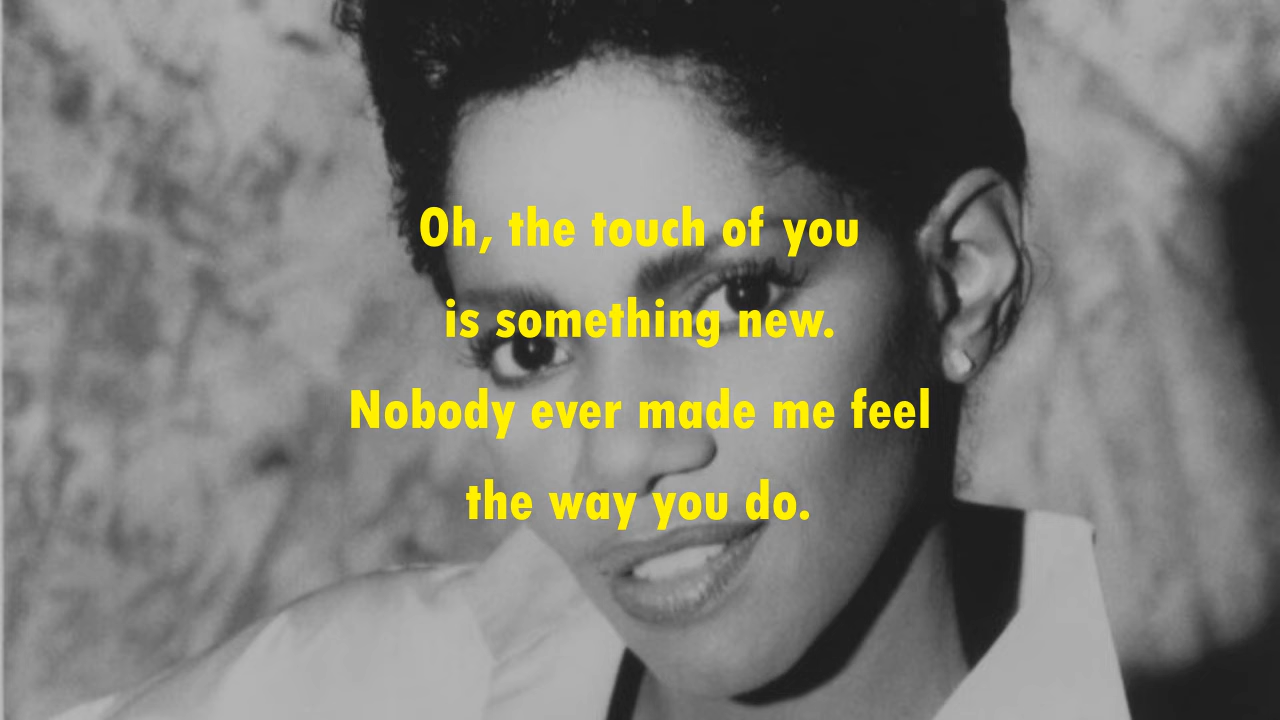 Oh, the touch of you
is something new.
Nobody ever made me feel
the way you do.